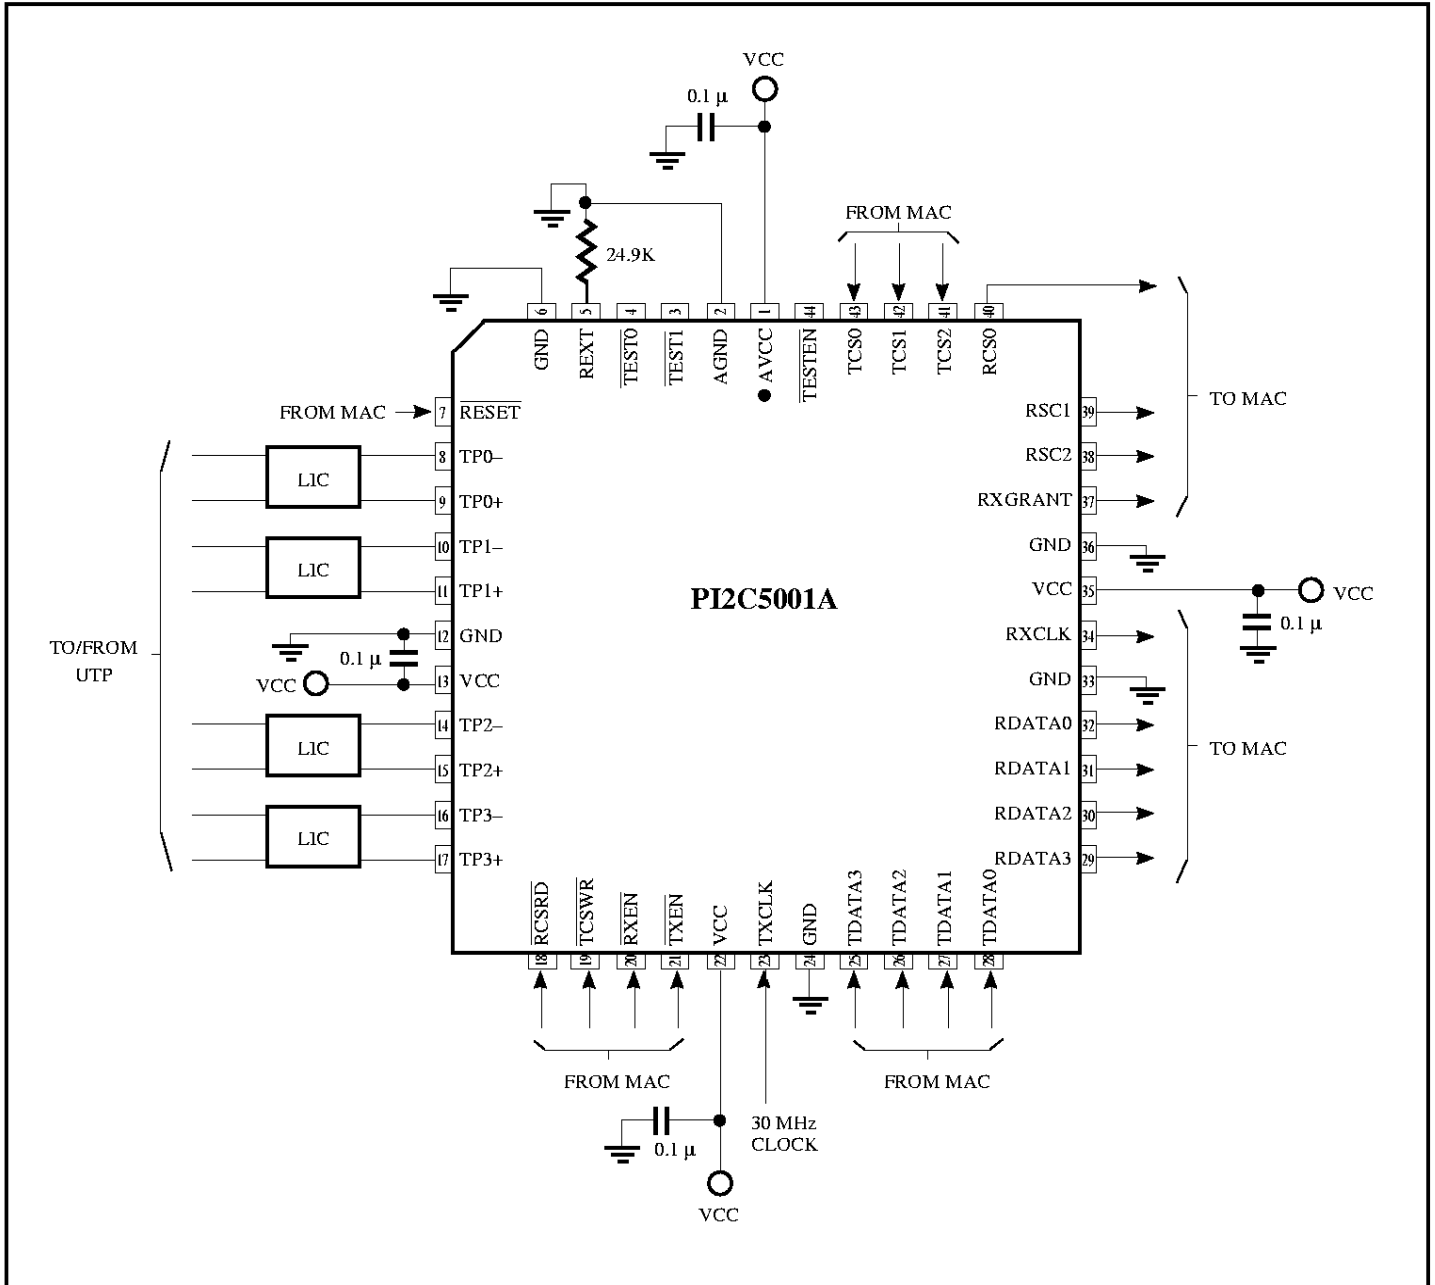 VCC
0.1 µ
FROM MAC
24.9K
6
5
4
3
2
1
44
43
42
41
40
GND
REXT
TEST0
TEST1
AGND
AVCC
TESTEN
TCS0
TCS1
TCS2
RCS0
TO MAC
FROM MAC
7
RESET
RSC1
39
LIC
8
TP0–
RSC2
38
9
TP0+
RXGRANT
37
LIC
10
TP1–
GND
36
11
TP1+
PI2C5001A
VCC
35
VCC
0.1 µ
TO/FROM
UTP
12
GND
RXCLK
34
0.1 µ
VCC
13
VCC
GND
33
LIC
14
TP2–
RDATA0
32
TO MAC
15
TP2+
RDATA1
31
LIC
16
TP3–
RDATA2
30
17
TP3+
RDATA3
29
RCSRD
TCSWR
RXEN
TXEN
VCC
TXCLK
GND
TDATA3
TDATA2
TDATA1
TDATA0
18
19
20
21
22
23
24
25
26
27
28
FROM MAC
FROM MAC
30 MHz
CLOCK
0.1 µ
VCC